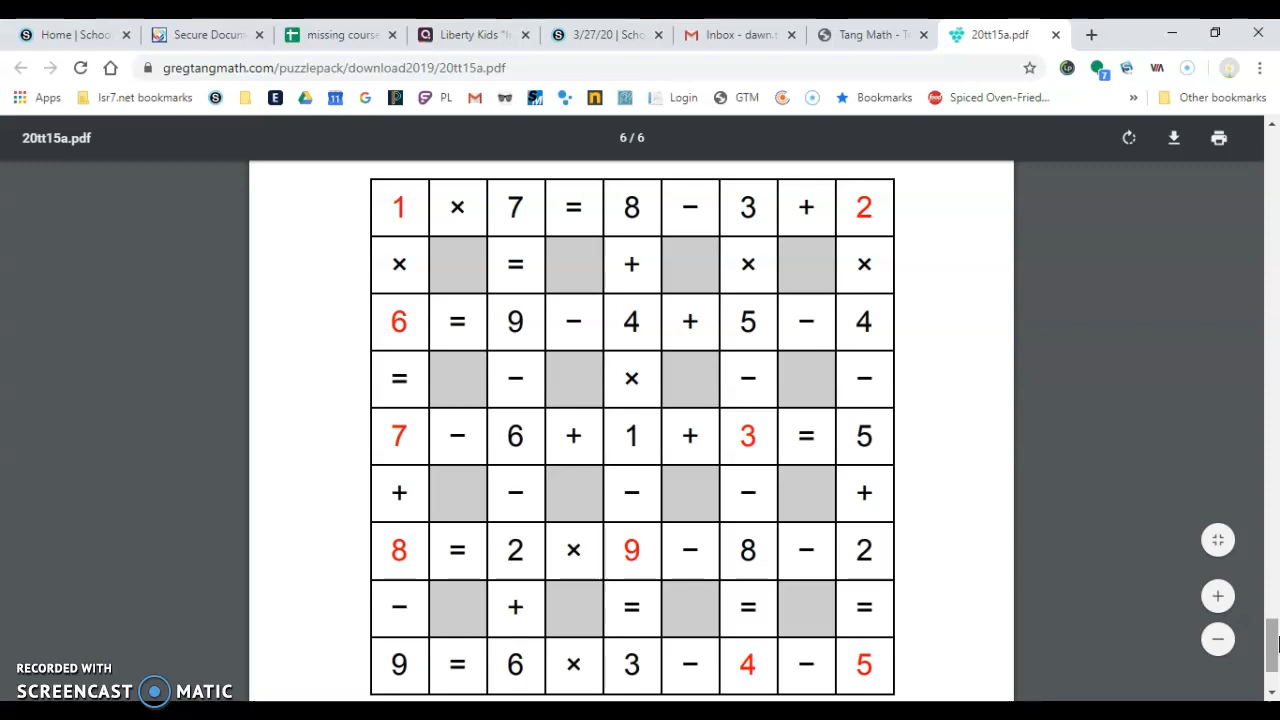 Home | Schoo
Secure Docum
missing course
Liberty Kids "I
3/27/20 | Scho
Inbox - dawn.t
Tang Math - T
20tt15a.pdf
gregtangmath.com/puzzlepack/download2019/20tt15a.pdf
Apps lsr7.net bookmarks PL Login GTM Bookmarks Spiced Oven-Fried... » Other bookmarks
20tt15a.pdf 6 / 6
1 × 7 = 8 − 3 + 2
× = + × ×
6 = 9 − 4 + 5 − 4
= − × − −
7 − 6 + 1 + 3 = 5
+ − − − +
8 = 2 × 9 − 8 − 2
− + = = =
9 = 6 × 3 − 4 − 5
RECORDED WITH
SCREENCAST MATIC